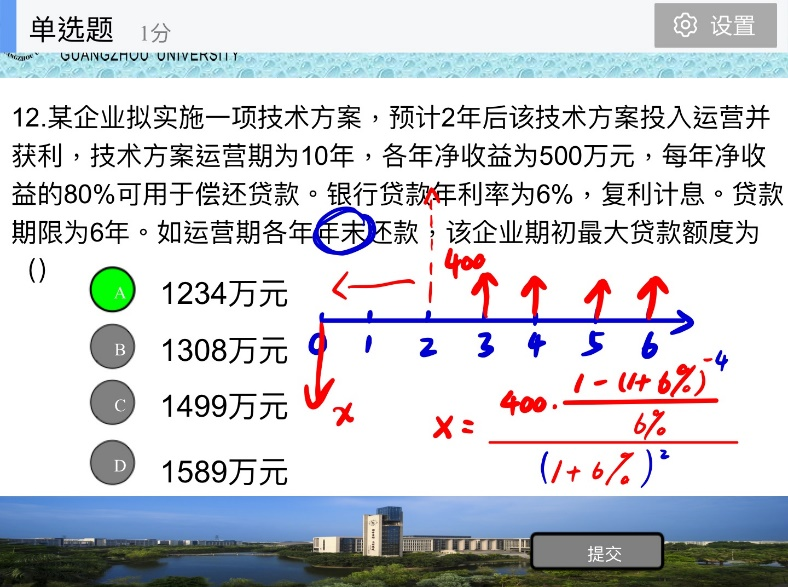 单选题 1分
设置
GUANGZHOU UNIVERSITY
12.某企业拟实施一项技术方案，预计2年后该技术方案投入运营并
获利，技术方案运营期为10年，各年净收益为500万元，每年净收
益的80%可用于偿还贷款。银行贷款年利率为6%，复利计息。贷款
期限为6年。如运营期各年年末还款，该企业期初最大贷款额度为
()
A 1234万元
B 1308万元
C 1499万元
D 1589万元
400
0 1 2 3 4 5 6
x
x = 400·(1-(1+6%)^-4)/6%
(1+6%)^2
提交